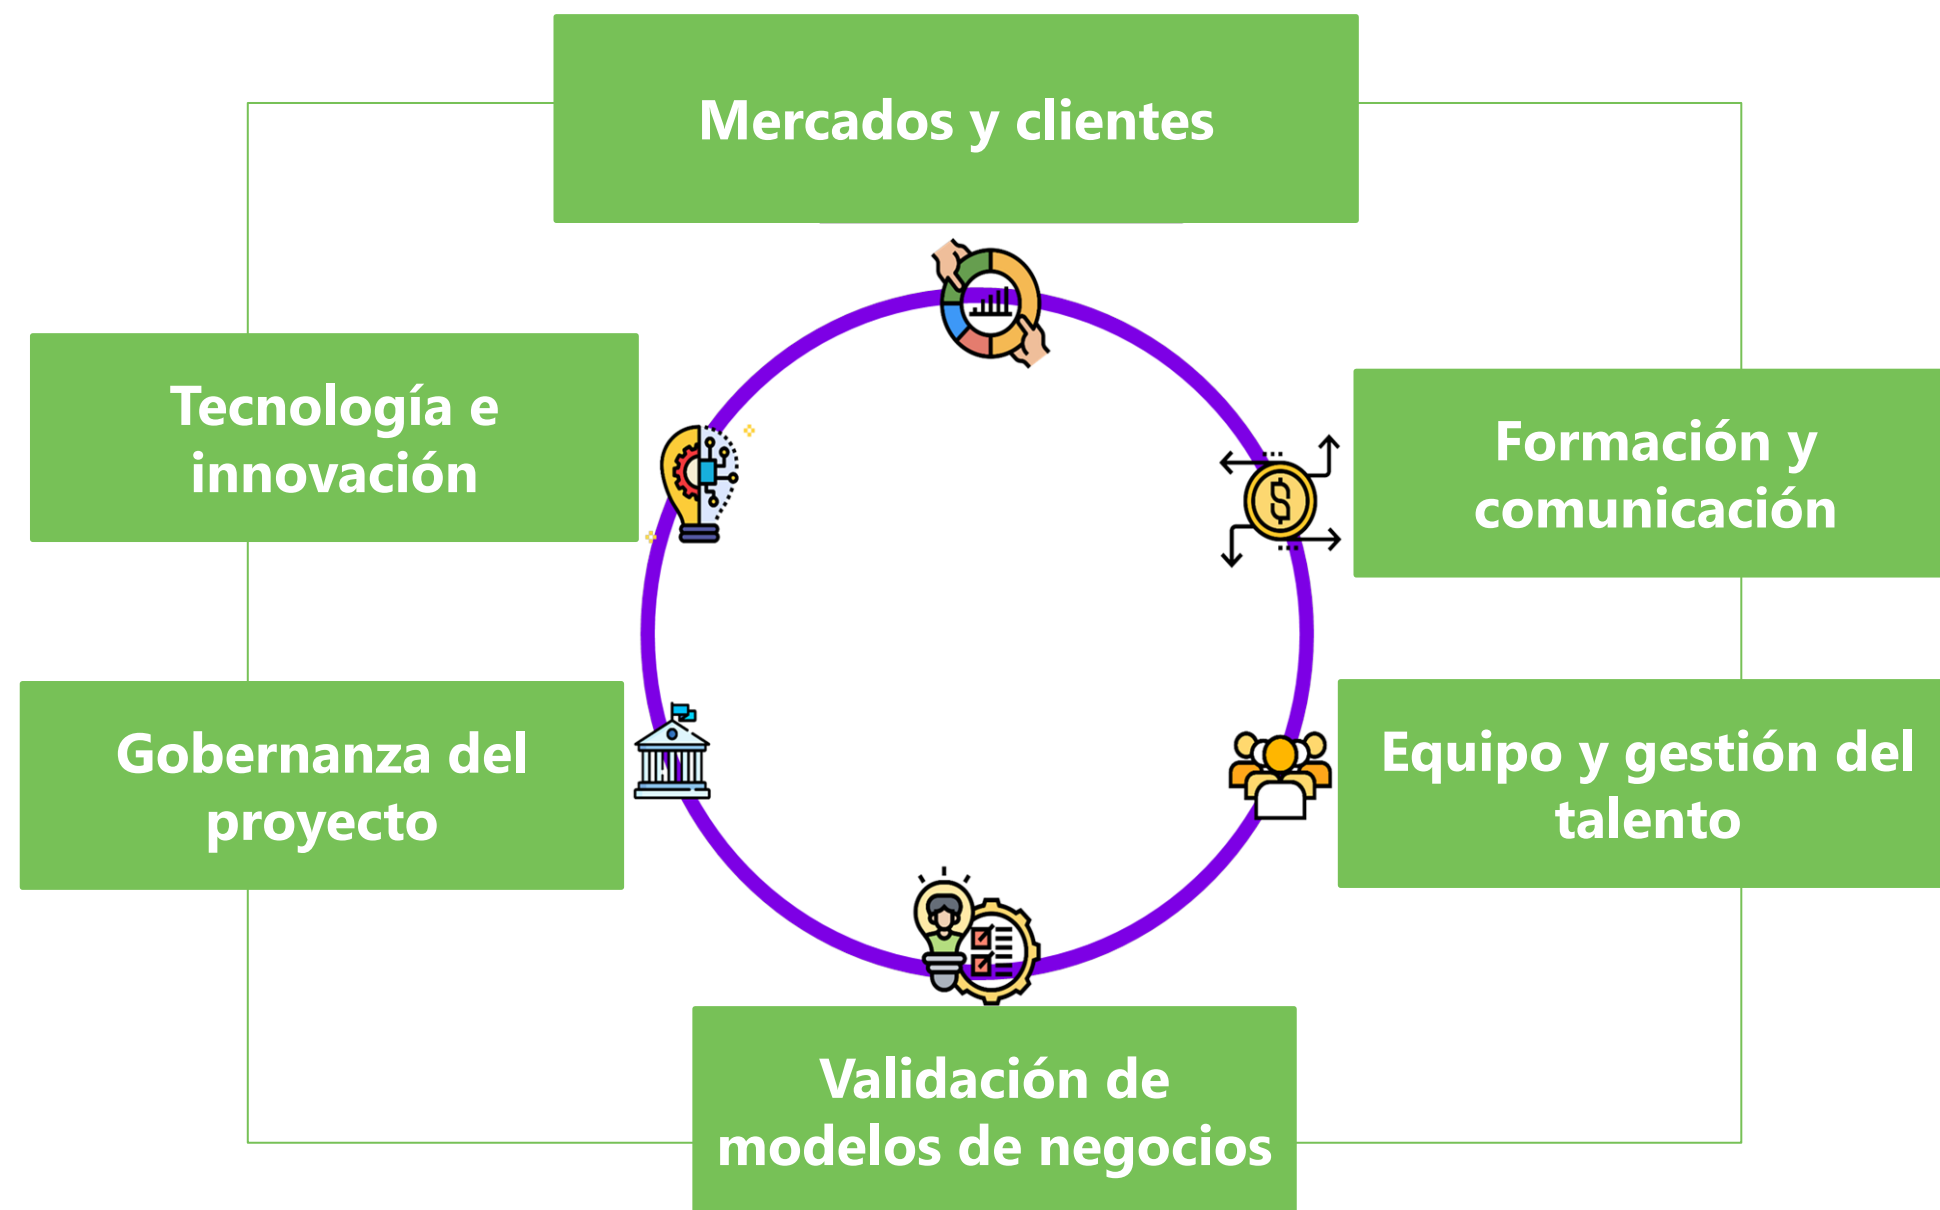 Mercados y clientes
Tecnología e
innovación
Formación y
comunicación
Gobernanza del
proyecto
Equipo y gestión del
talento
Validación de
modelos de negocios